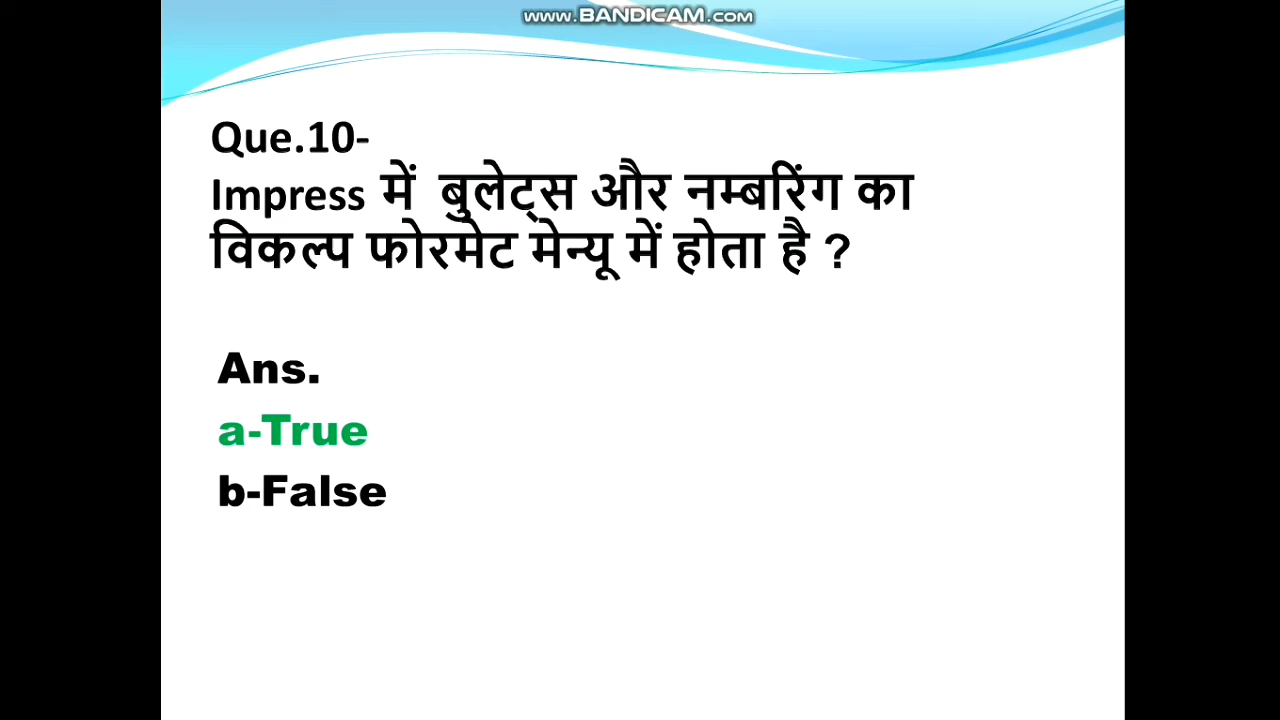 www.BANDICAM.com
Que.10-
Impress में बुलेट्स और नम्बरिंग का
विकल्प फोरमेट मेन्यू में होता है ?
Ans.
a-True
b-False